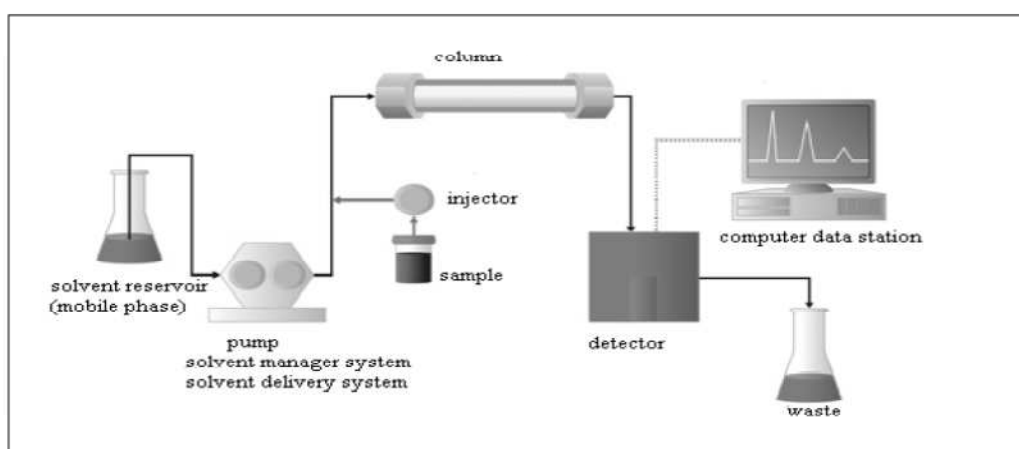 column
injector
sample
solvent reservoir
(mobile phase)
pump
solvent manager system
solvent delivery system
computer data station
detector
waste